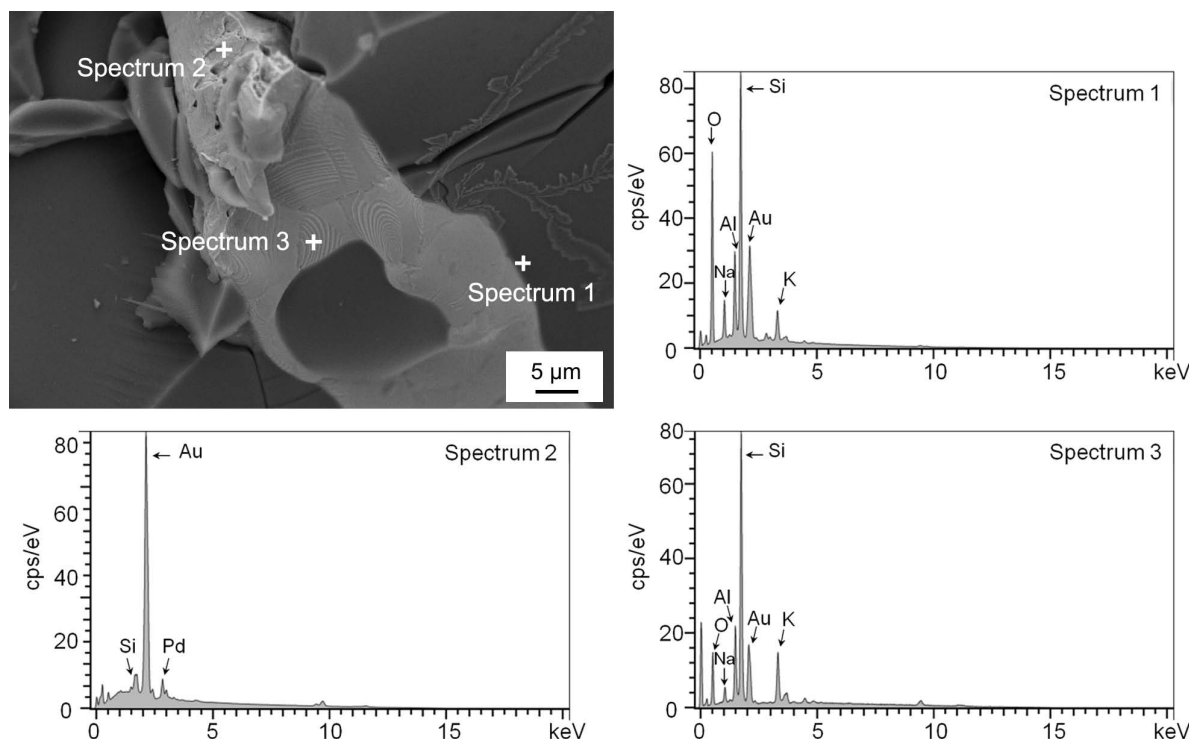 Spectrum 2
Spectrum 3
Spectrum 1
5 µm
Spectrum 1
80
60
40
20
0
cps/eV
O
Si
Al
Au
Na
K
0
5
10
15
keV
Spectrum 2
80
60
40
20
0
cps/eV
Au
Si
Pd
0
5
10
15
keV
Spectrum 3
80
60
40
20
0
cps/eV
Si
Al
O
Au
K
Na
0
5
10
15
keV